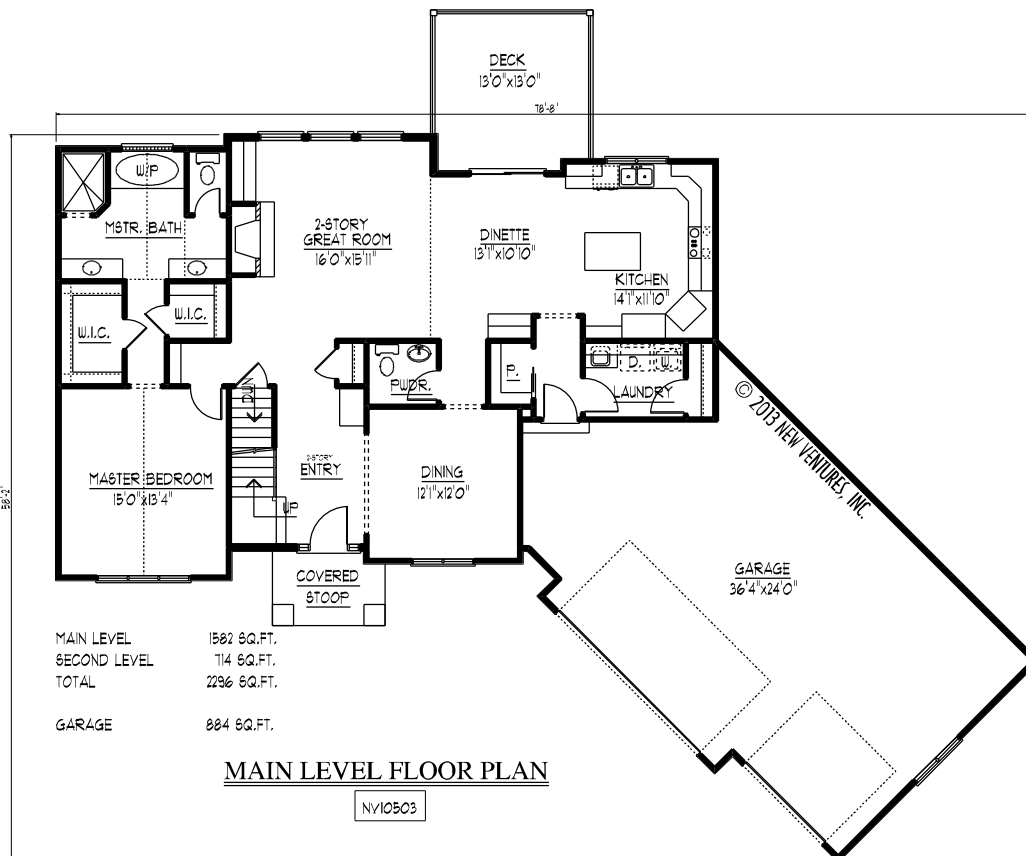 DECK
13'0"x13'0"
78'-8"
W.P.
MSTR. BATH
2-STORY
GREAT ROOM
16'0"x15'11"
DINETTE
13'1"x10'10"
KITCHEN
14'1"x11'10"
W.I.C.
W.I.C.
DWN
PWDR.
P.
D.
W.
LAUNDRY
© 2013 NEW VENTURES, INC.
MASTER BEDROOM
15'0"x13'4"
2-STORY
ENTRY
UP
DINING
12'1"x12'0"
58'-2"
COVERED
STOOP
GARAGE
36'4"x24'0"
MAIN LEVEL 1582 SQ.FT.
SECOND LEVEL 714 SQ.FT.
TOTAL 2296 SQ.FT.
GARAGE 884 SQ.FT.
MAIN LEVEL FLOOR PLAN
NV10503